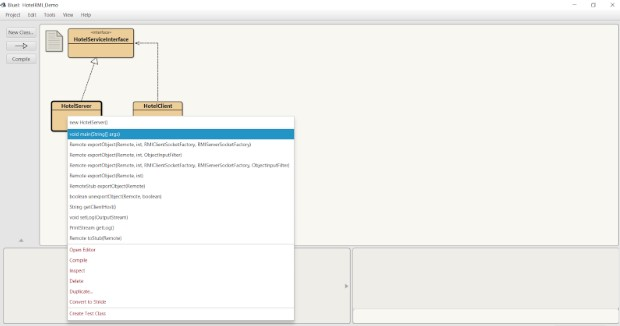 BlueJ: HotelRMI_Demo
Project Edit Tools View Help
New Class...
Compile
«interface»
HotelServiceInterface
HotelServer
HotelClient
new HotelServer()
void main(String[] args)
Remote exportObject(Remote, int, RMIClientSocketFactory, RMIServerSocketFactory)
Remote exportObject(Remote, int, ObjectInputFilter)
Remote exportObject(Remote, int, RMIClientSocketFactory, RMIServerSocketFactory, ObjectInputFilter)
Remote exportObject(Remote, int)
RemoteStub exportObject(Remote)
boolean unexportObject(Remote, boolean)
String getClientHost()
void setLog(OutputStream)
PrintStream getLog()
Remote toStub(Remote)
Open Editor
Compile
Inspect
Delete
Duplicate...
Convert to Stride
Create Test Class